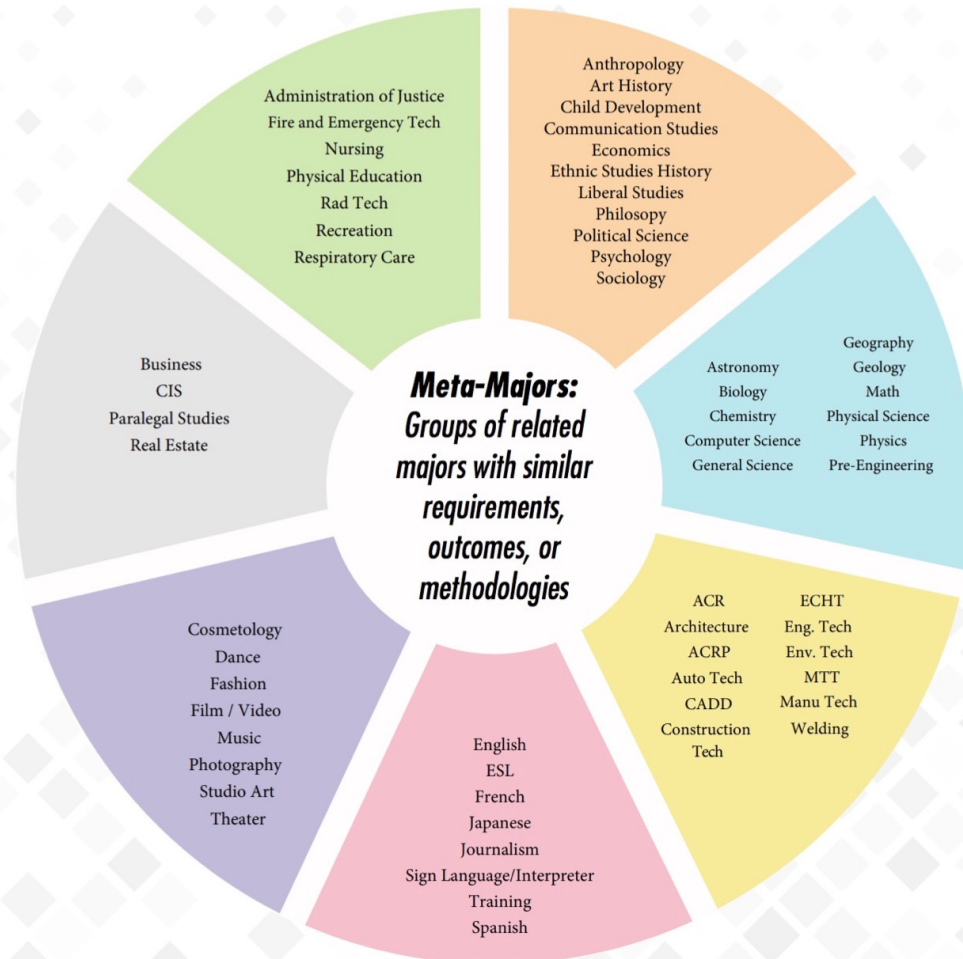 Administration of Justice
Fire and Emergency Tech
Nursing
Physical Education
Rad Tech
Recreation
Respiratory Care
Anthropology
Art History
Child Development
Communication Studies
Economics
Ethnic Studies History
Liberal Studies
Philosopy
Political Science
Psychology
Sociology
Business
CIS
Paralegal Studies
Real Estate
Meta-Majors:
Groups of related
majors with similar
requirements,
outcomes, or
methodologies
Astronomy
Biology
Chemistry
Computer Science
General Science
Geography
Geology
Math
Physical Science
Physics
Pre-Engineering
Cosmetology
Dance
Fashion
Film / Video
Music
Photography
Studio Art
Theater
English
ESL
French
Japanese
Journalism
Sign Language/Interpreter
Training
Spanish
ACR
Architecture
ACRP
Auto Tech
CADD
Construction
Tech
ECHT
Eng. Tech
Env. Tech
MTT
Manu Tech
Welding